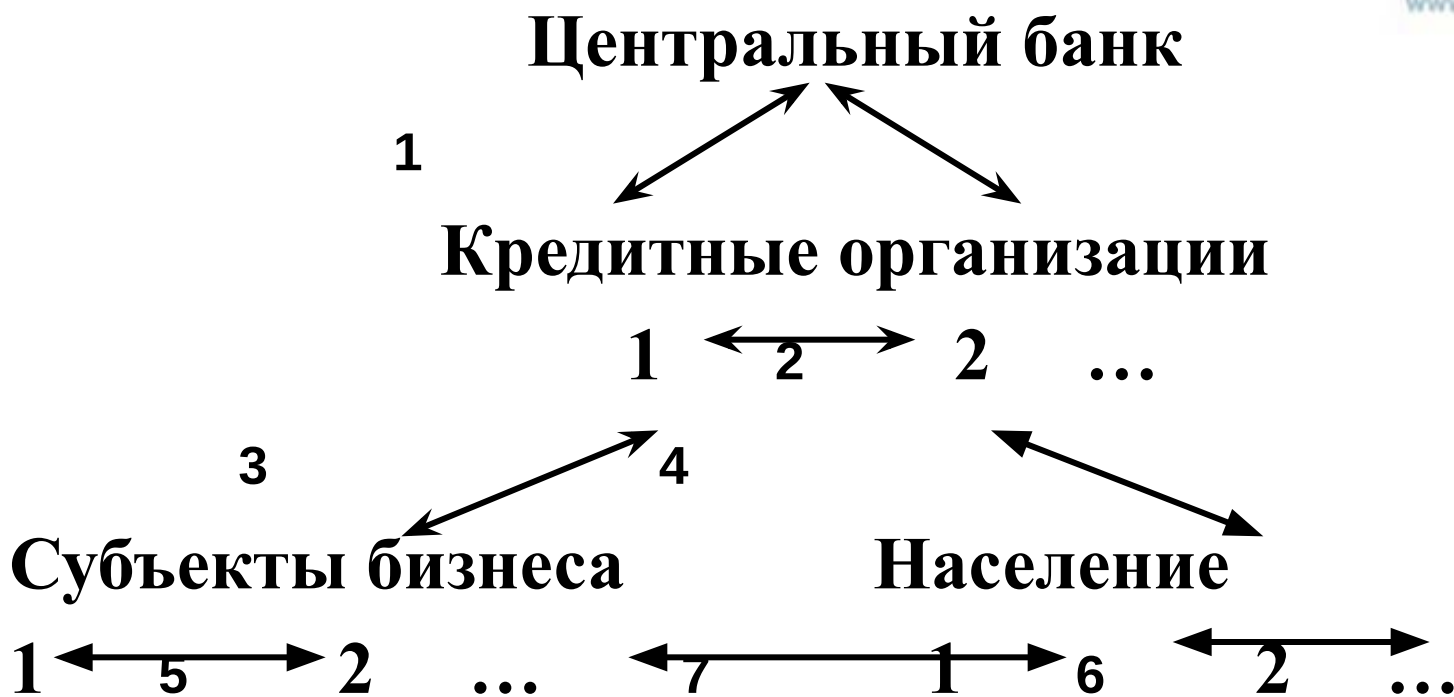 www
Центральный банк
1
Кредитные организации
1 2 2 …
3 4
Субъекты бизнеса Население
1 5 2 … 7 1 6 2 …